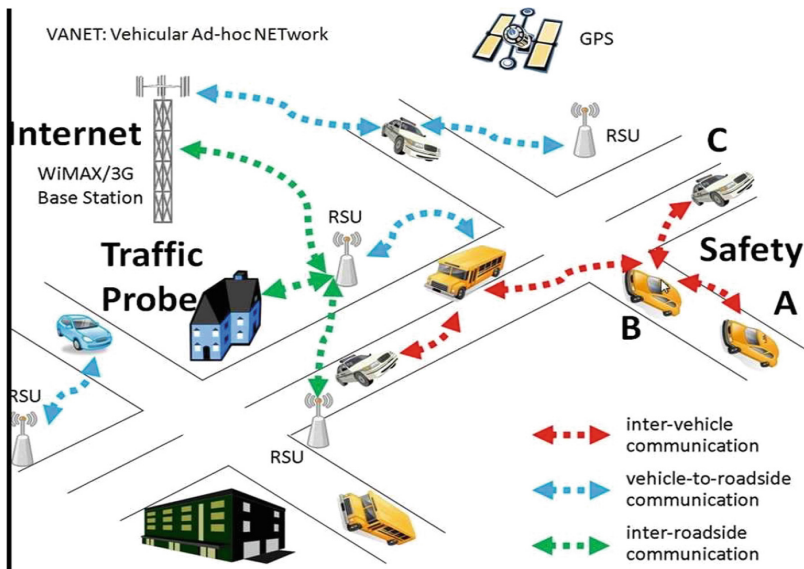 VANET: Vehicular Ad-hoc NETwork
GPS
Internet
WiMAX/3G
Base Station
RSU
C
RSU
Traffic
Probe
Safety
A
B
RSU
RSU
inter-vehicle
communication
vehicle-to-roadside
communication
inter-roadside
communication